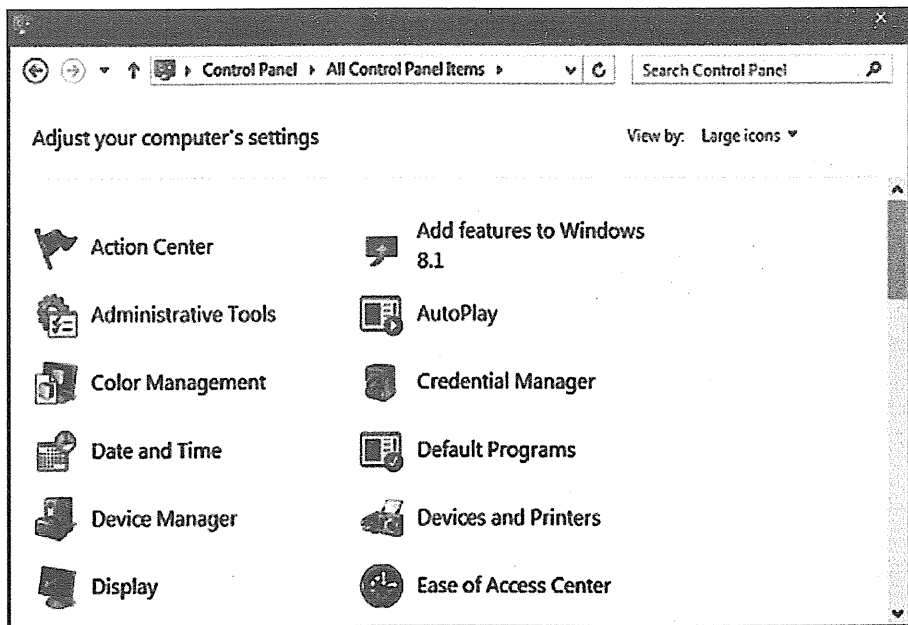 Control Panel All Control Panel Items Search Control Panel
Adjust your computer's settings View by: Large icons
Action Center
Add features to Windows
8.1
Administrative Tools
AutoPlay
Color Management
Credential Manager
Date and Time
Default Programs
Device Manager
Devices and Printers
Display
Ease of Access Center